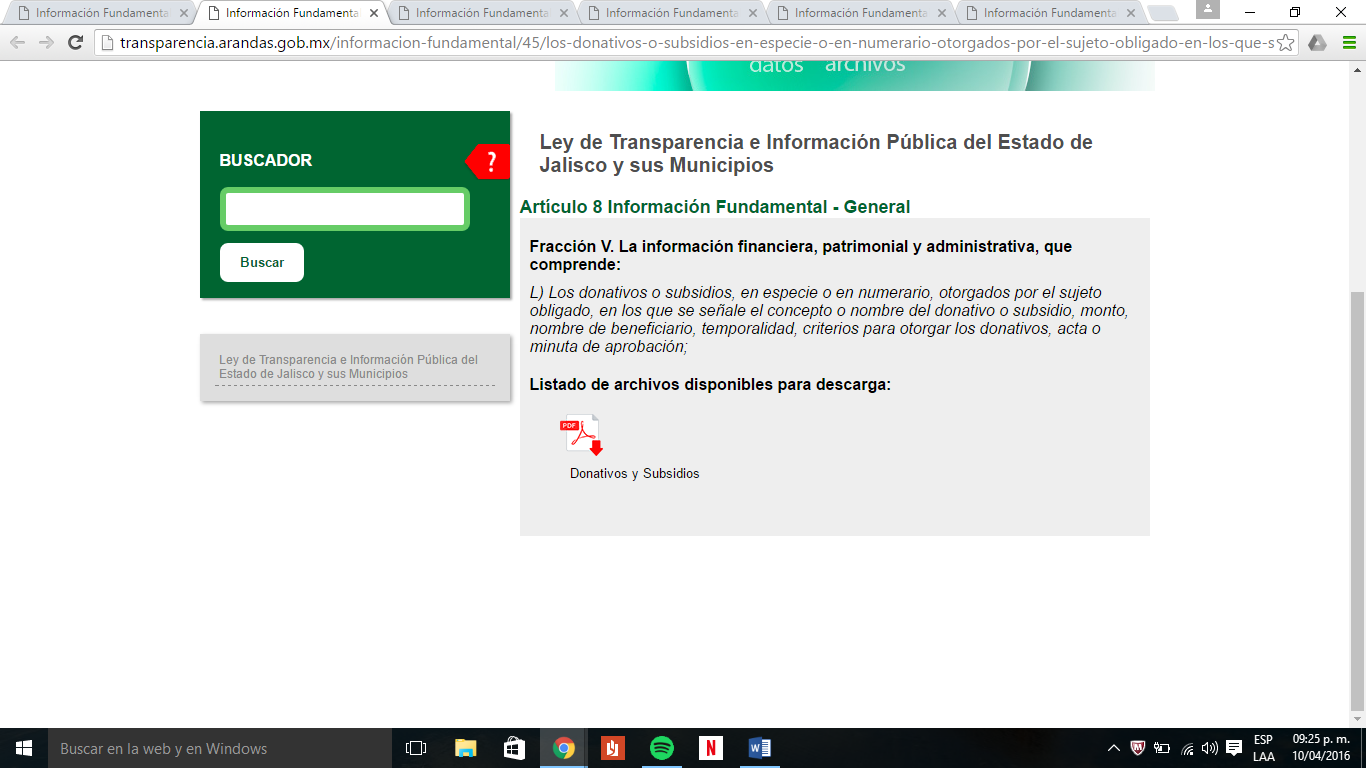 Información Fundamenta
Información Fundamenta
Información Fundamenta
Información Fundamenta
Información Fundamenta
Información Fundamenta
transparencia.arandas.gob.mx/informacion-fundamental/45/los-donativos-o-subsidios-en-especie-o-en-numerario-otorgados-por-el-sujeto-obligado-en-los-que-s
datos archivos
BUSCADOR
?
Buscar
Ley de Transparencia e Información Pública del
Estado de Jalisco y sus Municipios
Ley de Transparencia e Información Pública del Estado de
Jalisco y sus Municipios
Artículo 8 Información Fundamental - General
Fracción V. La información financiera, patrimonial y administrativa, que
comprende:
L) Los donativos o subsidios, en especie o en numerario, otorgados por el sujeto
obligado, en los que se señale el concepto o nombre del donativo o subsidio, monto,
nombre de beneficiario, temporalidad, criterios para otorgar los donativos, acta o
minuta de aprobación;
Listado de archivos disponibles para descarga:
PDF
Donativos y Subsidios
Buscar en la web y en Windows
ESP
LAA
09:25 p. m.
10/04/2016